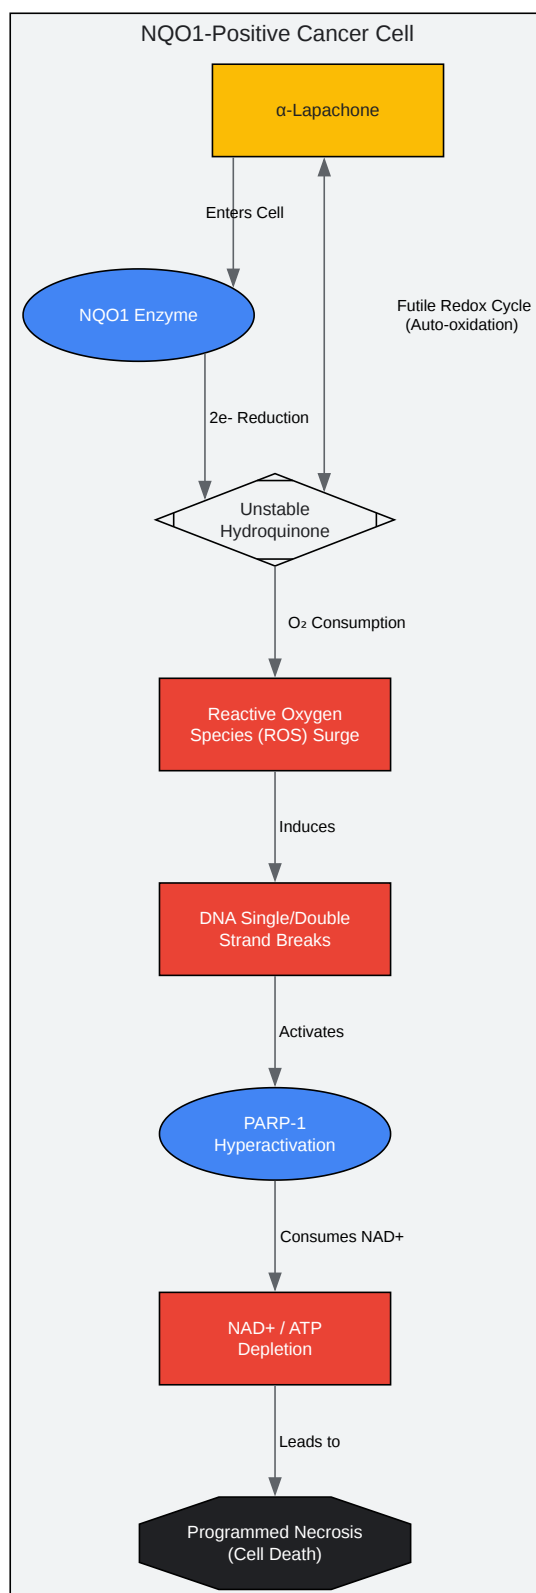 NQO1-Positive Cancer Cell
α-Lapachone
Enters Cell
NQO1 Enzyme
Futile Redox Cycle
(Auto-oxidation)
2e- Reduction
Unstable
Hydroquinone
O₂ Consumption
Reactive Oxygen
Species (ROS) Surge
Induces
DNA Single/Double
Strand Breaks
Activates
PARP-1
Hyperactivation
Consumes NAD+
NAD+ / ATP
Depletion
Leads to
Programmed Necrosis
(Cell Death)